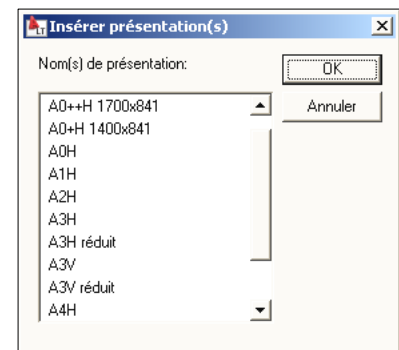 LT Insérer présentation(s)
Nom(s) de présentation:
OK
Annuler
A0++H 1700x841
A0+H 1400x841
A0H
A1H
A2H
A3H
A3H réduit
A3V
A3V réduit
A4H